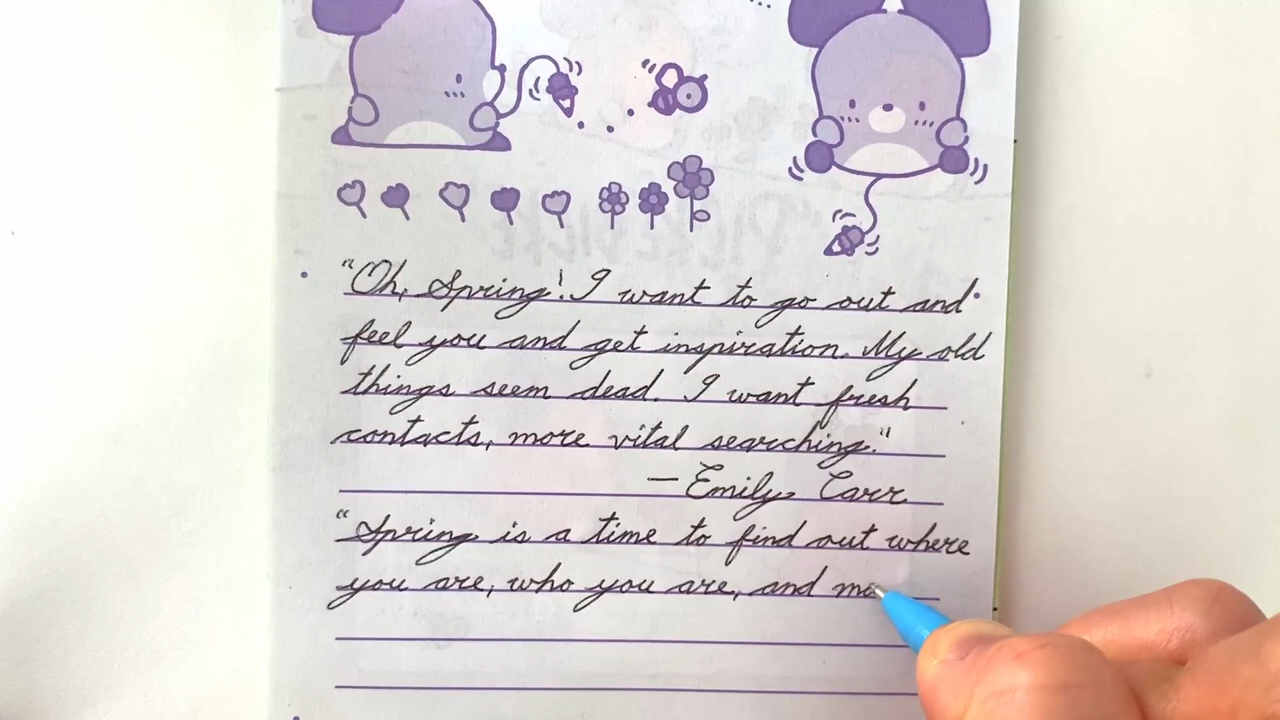 "Oh, Spring! I want to go out and
feel you and get inspiration. My old
things seem dead. I want fresh
contacts, more vital searching."
— Emily Carr
"Spring is a time to find out where
you are, who you are, and mo